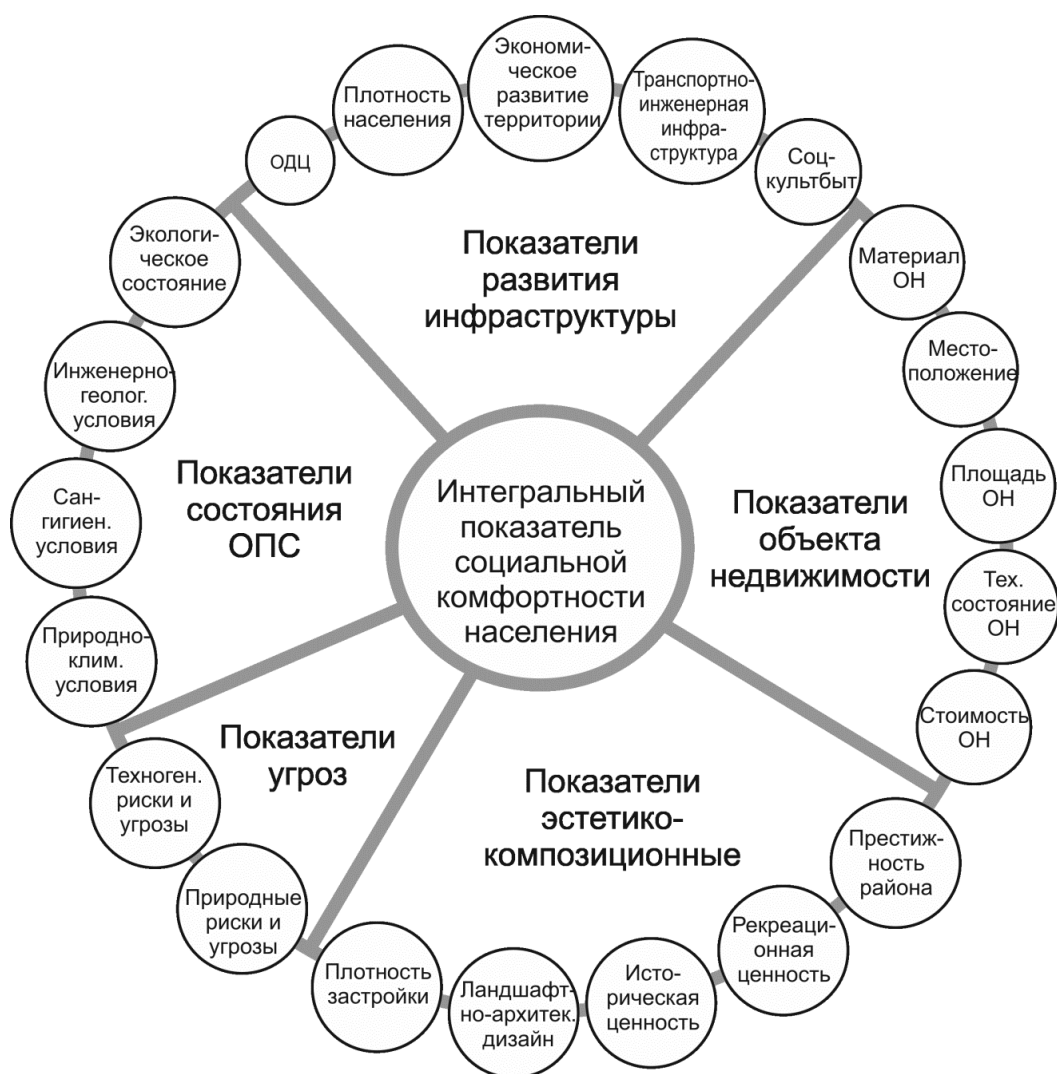 Экономи-
ческое
развитие
территории
Транспортно-
инженерная
инфра-
структура
Соц-
культбыт
Плотность
населения
ОДЦ
Показатели
развития
инфраструктуры
Материал
ОН
Место-
положение
Площадь
ОН
Тех.
состояние
ОН
Стоимость
ОН
Показатели
объекта
недвижимости
Экологи-
ческое
состояние
Инженерно-
геолог.
условия
Сан-
гигиен.
условия
Природно-
клим.
условия
Показатели
состояния
ОПС
Интегральный
показатель
социальной
комфортности
населения
Показатели
угроз
Техноген.
риски и
угрозы
Природные
риски и
угрозы
Показатели
эстетико-
композиционные
Престиж-
ность
района
Рекреаци-
онная
ценность
Исто-
рическая
ценность
Ландшафт-
но-архитек.
дизайн
Плотность
застройки